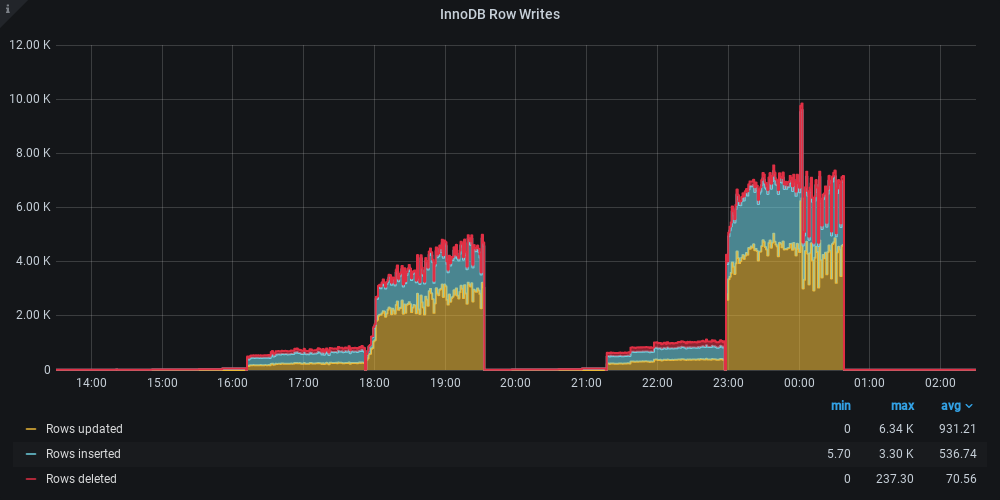 i
InnoDB Row Writes
12.00 K
10.00 K
8.00 K
6.00 K
4.00 K
2.00 K
0
14:00 15:00 16:00 17:00 18:00 19:00 20:00 21:00 22:00 23:00 00:00 01:00 02:00
min max avg
Rows updated 0 6.34 K 931.21
Rows inserted 5.70 3.30 K 536.74
Rows deleted 0 237.30 70.56